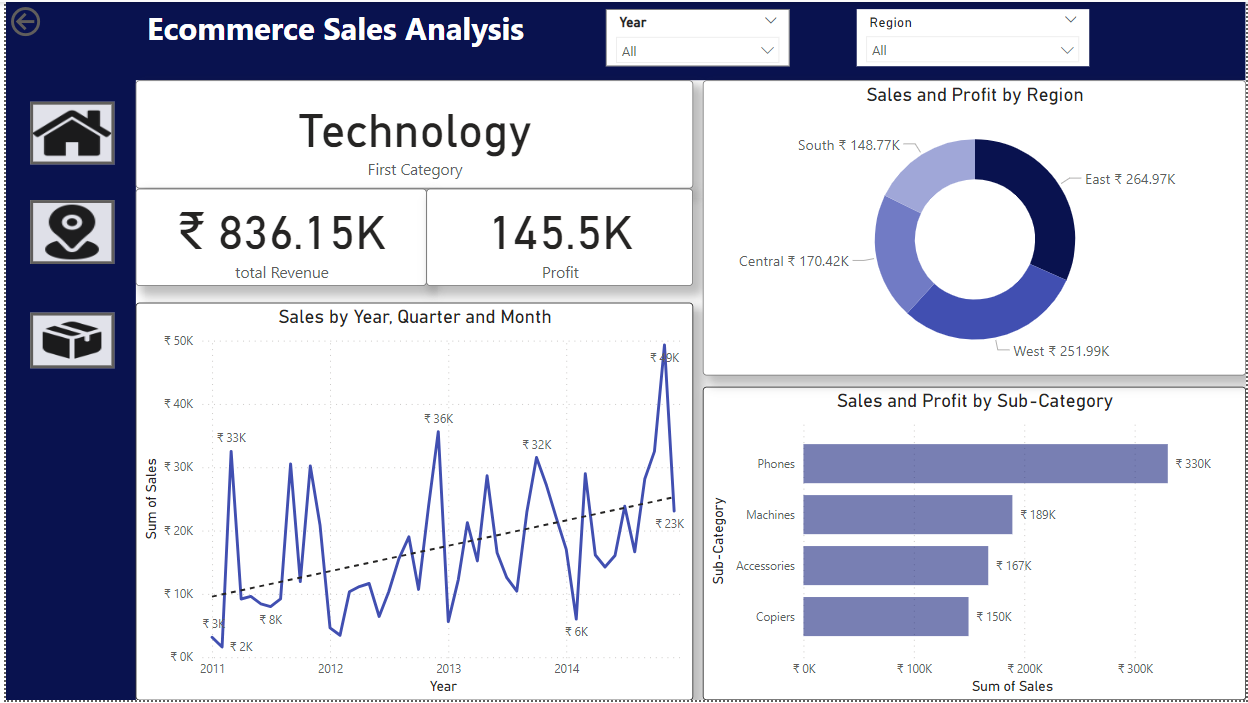 Ecommerce Sales Analysis
Year
All
Region
All
Technology
First Category
₹ 836.15K
total Revenue
145.5K
Profit
Sales and Profit by Region
South ₹ 148.77K
East ₹ 264.97K
Central ₹ 170.42K
West ₹ 251.99K
Sales by Year, Quarter and Month
Sum of Sales
₹ 50K
₹ 40K
₹ 30K
₹ 20K
₹ 10K
₹ 0K
₹ 3K
₹ 2K
₹ 33K
₹ 8K
₹ 36K
₹ 32K
₹ 6K
₹ 49K
₹ 23K
2011
2012
2013
2014
Year
Sales and Profit by Sub-Category
Sub-Category
Phones
₹ 330K
Machines
₹ 189K
Accessories
₹ 167K
Copiers
₹ 150K
₹ 0K
₹ 100K
₹ 200K
₹ 300K
Sum of Sales